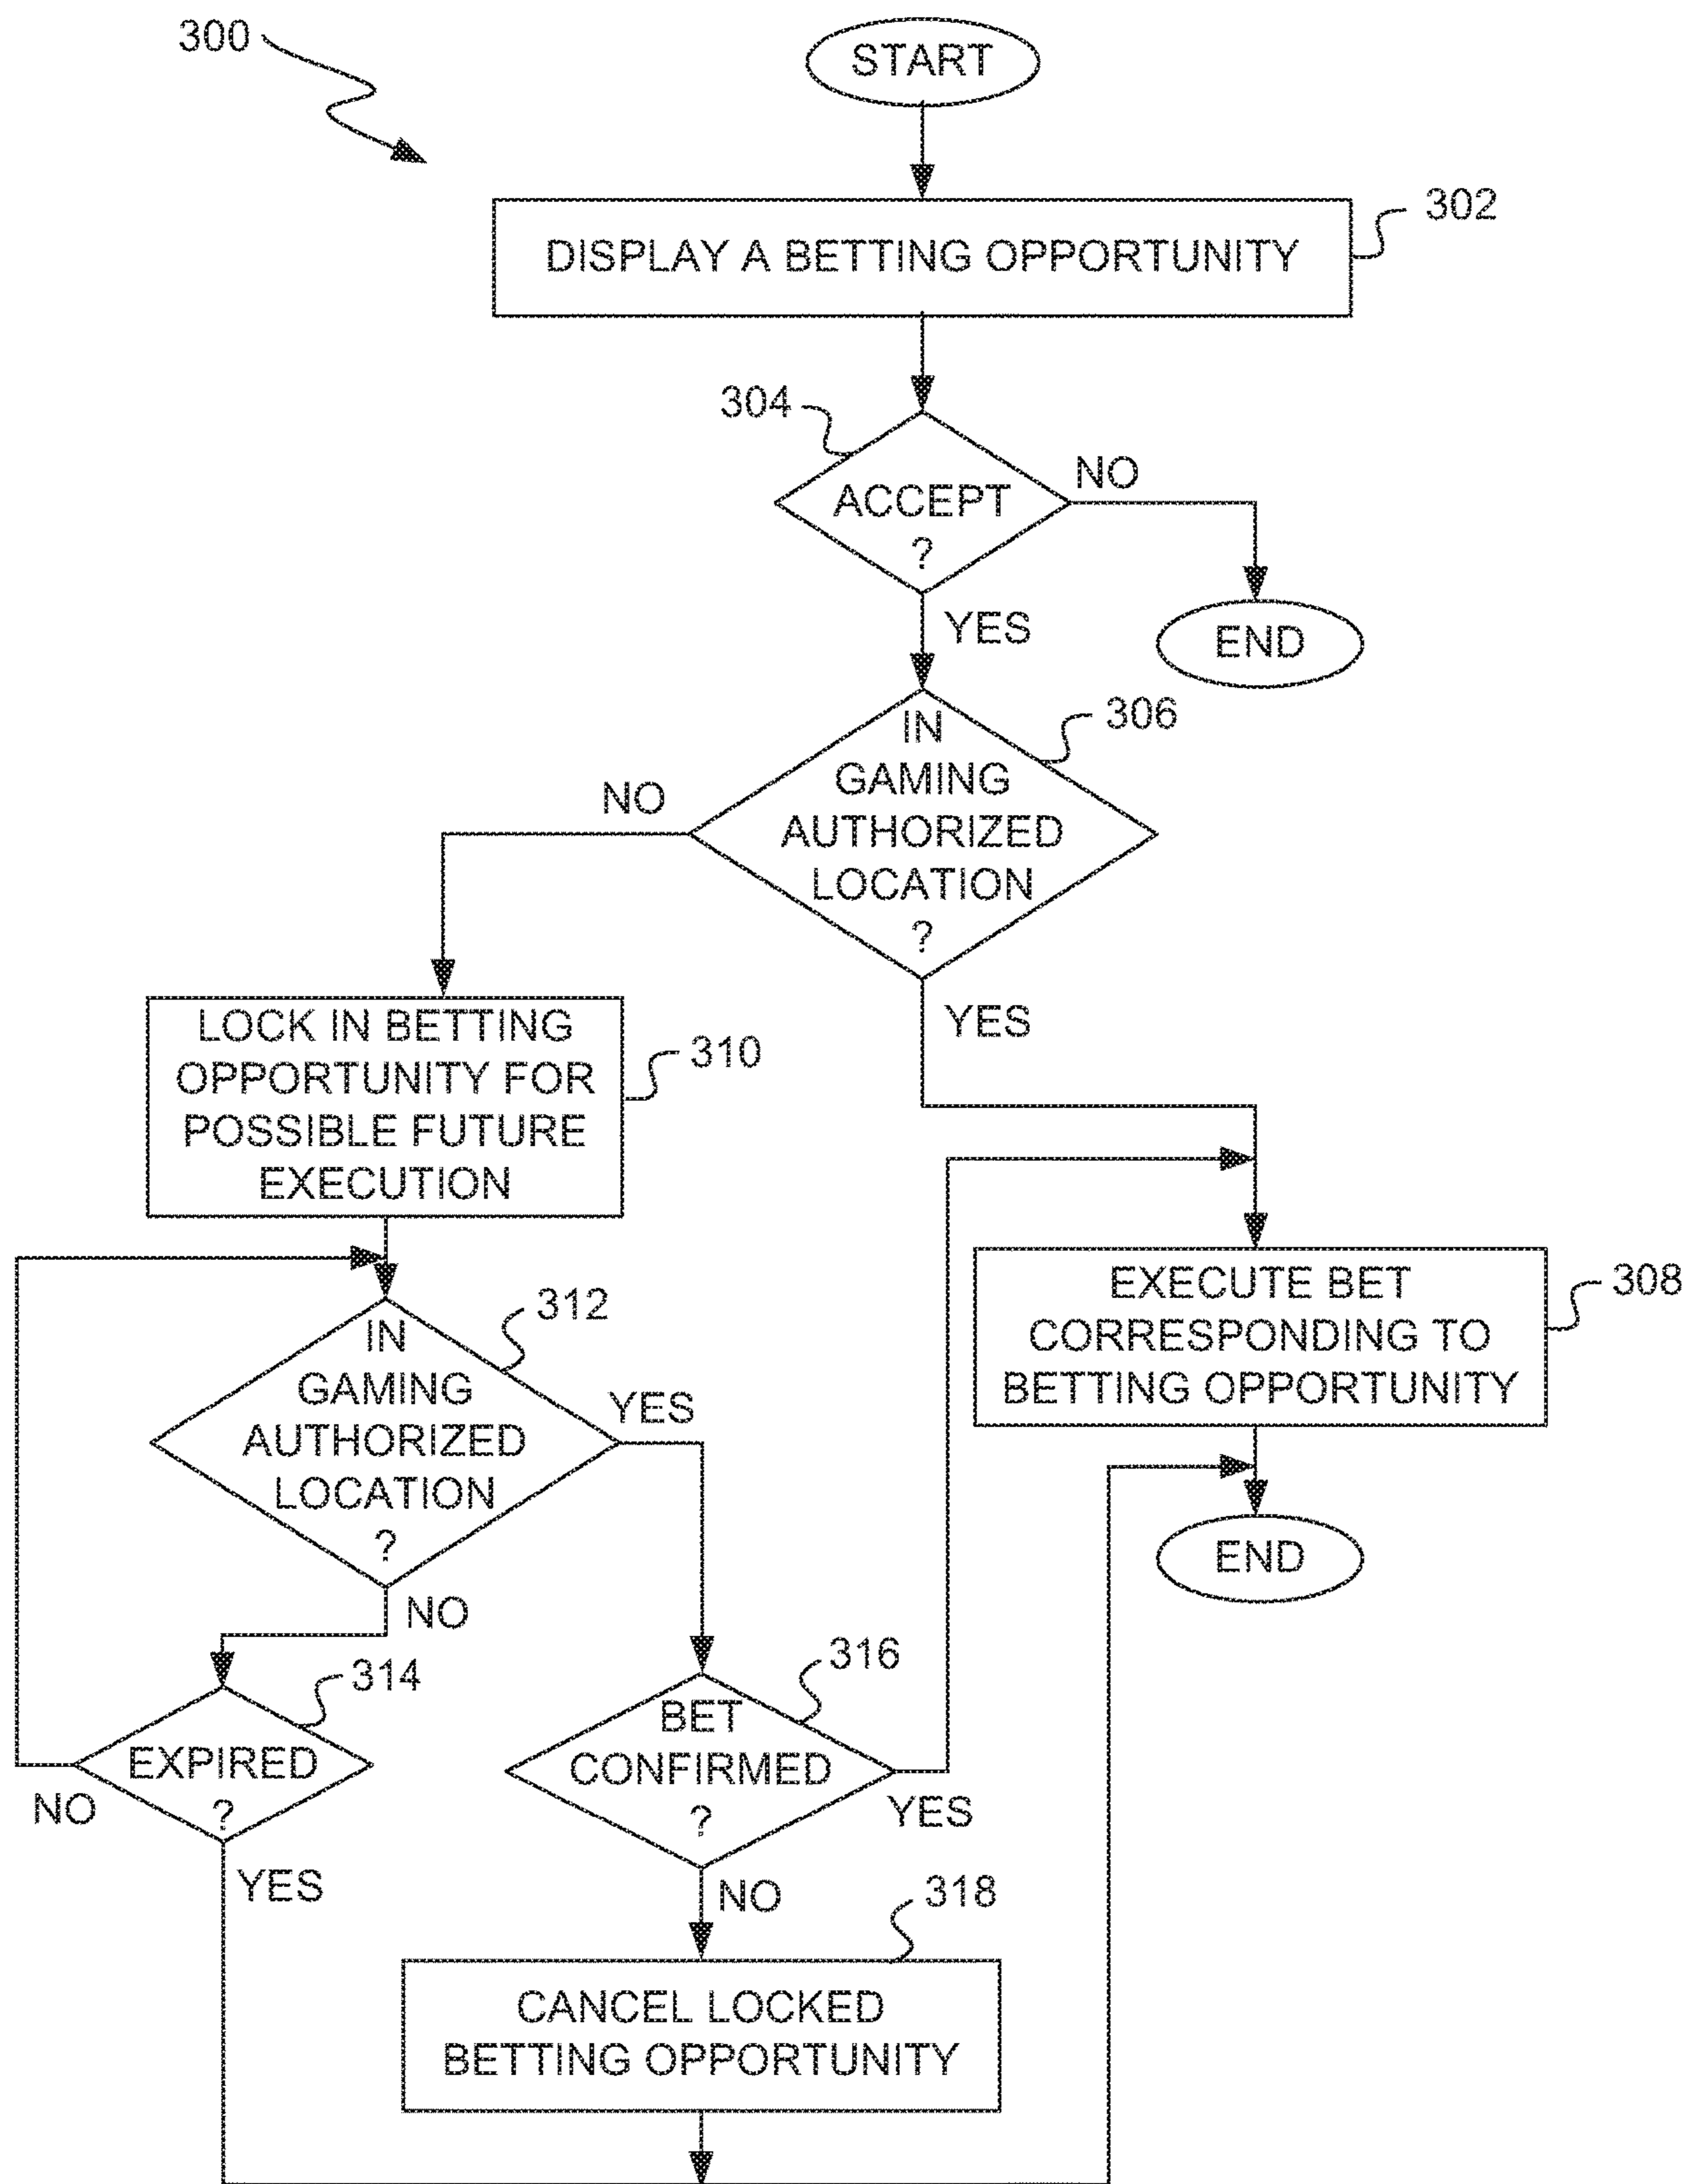 300
START
302
DISPLAY A BETTING OPPORTUNITY
304
ACCEPT
?
NO
YES
END
306
IN
GAMING
AUTHORIZED
LOCATION
?
NO
YES
LOCK IN BETTING
OPPORTUNITY FOR
POSSIBLE FUTURE
EXECUTION
310
EXECUTE BET
CORRESPONDING TO
BETTING OPPORTUNITY
308
312
IN
GAMING
AUTHORIZED
LOCATION
?
YES
NO
END
314
EXPIRED
?
NO
YES
316
BET
CONFIRMED
?
YES
NO
318
CANCEL LOCKED
BETTING OPPORTUNITY